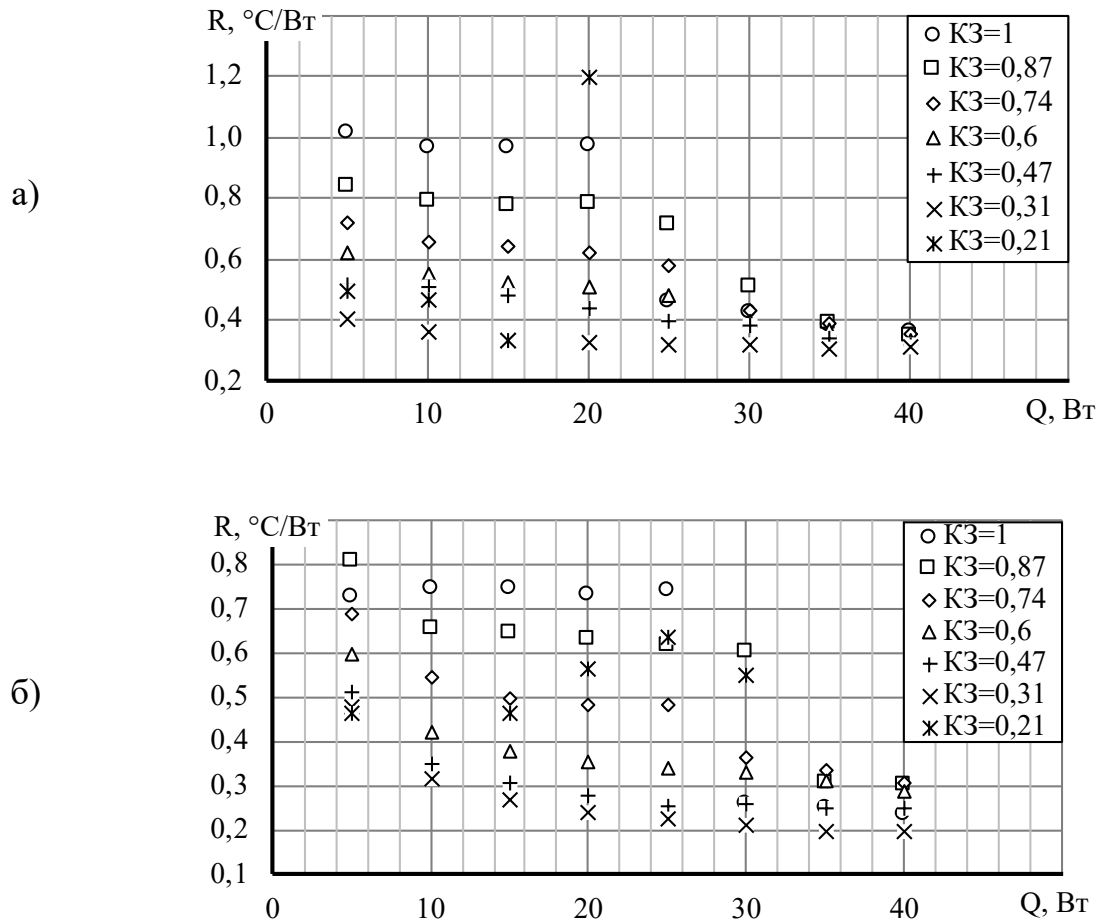 R, °С/Вт
КЗ=1
КЗ=0,87
КЗ=0,74
КЗ=0,6
КЗ=0,47
КЗ=0,31
КЗ=0,21
а)
1,2
1,0
0,8
0,6
0,4
0,2
0 10 20 30 40 Q, Вт
R, °С/Вт
КЗ=1
КЗ=0,87
КЗ=0,74
КЗ=0,6
КЗ=0,47
КЗ=0,31
КЗ=0,21
б)
0,8
0,7
0,6
0,5
0,4
0,3
0,2
0,1
0 10 20 30 40 Q, Вт